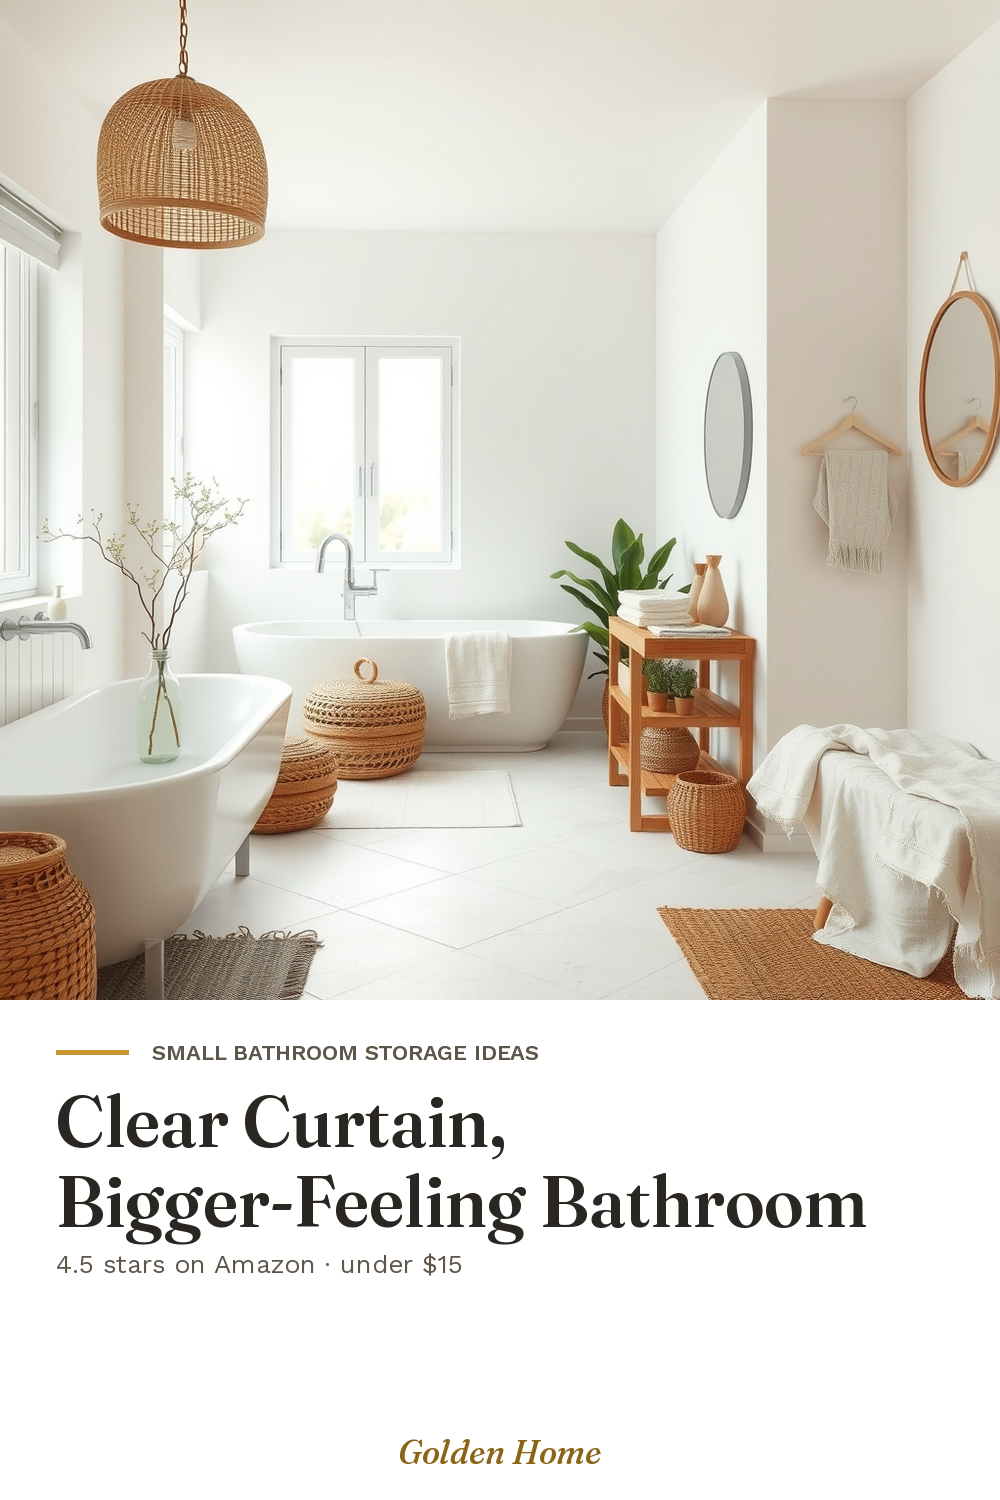 SMALL BATHROOM STORAGE IDEAS
Clear Curtain,
Bigger-Feeling Bathroom
4.5 stars on Amazon · under $15
Golden Home